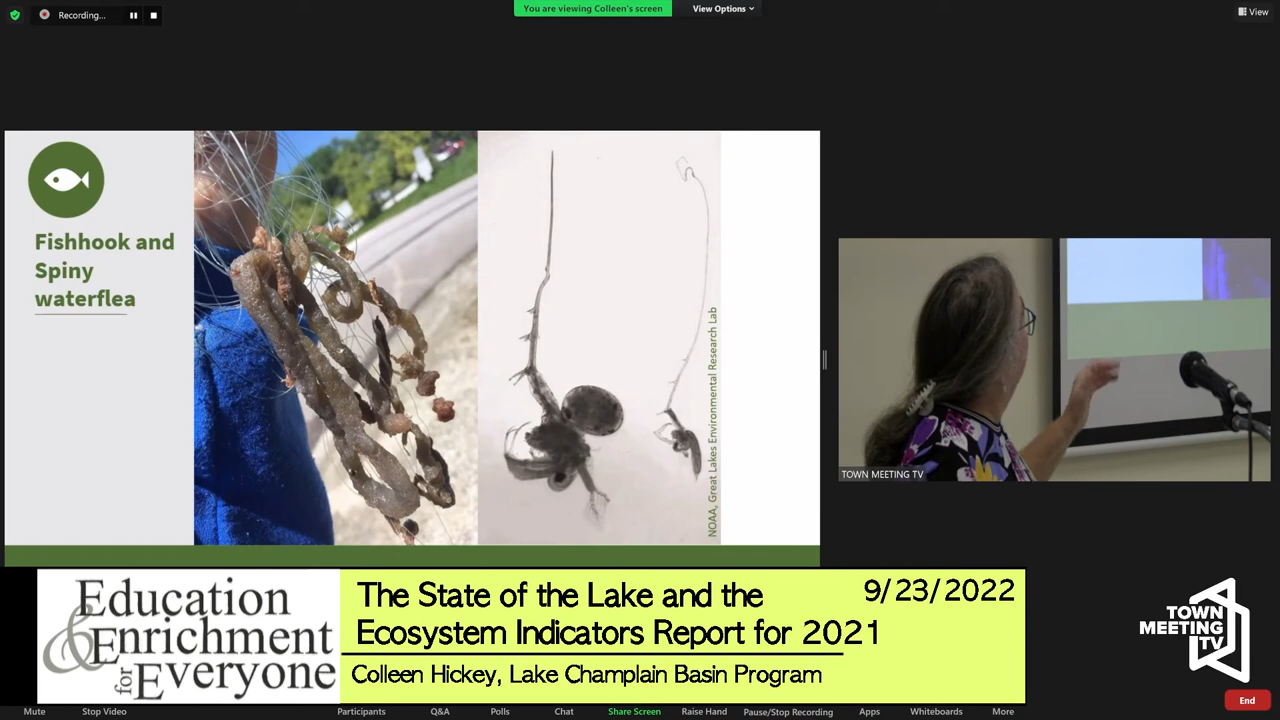 Recording...
You are viewing Colleen's screen
View Options
View
Fishhook and
Spiny
waterflea
NOAA, Great Lakes Environmental Research Lab
TOWN MEETING TV
Education
& Enrichment
for Everyone
The State of the Lake and the
Ecosystem Indicators Report for 2021
9/23/2022
Colleen Hickey, Lake Champlain Basin Program
TOWN
MEETING
TV
Mute
Stop Video
Participants
Q&A
Polls
Chat
Share Screen
Raise Hand
Pause/Stop Recording
Apps
Whiteboards
More
End